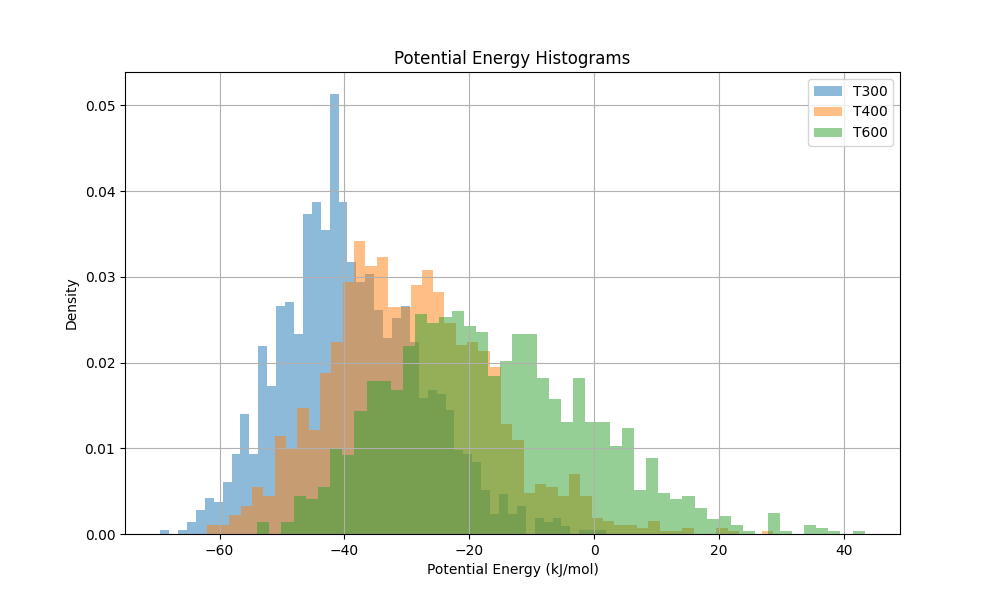 Potential Energy Histograms
T300
T400
T600
0.05
0.04
0.03
0.02
0.01
0.00
Density
−60 −40 −20 0 20 40
Potential Energy (kJ/mol)